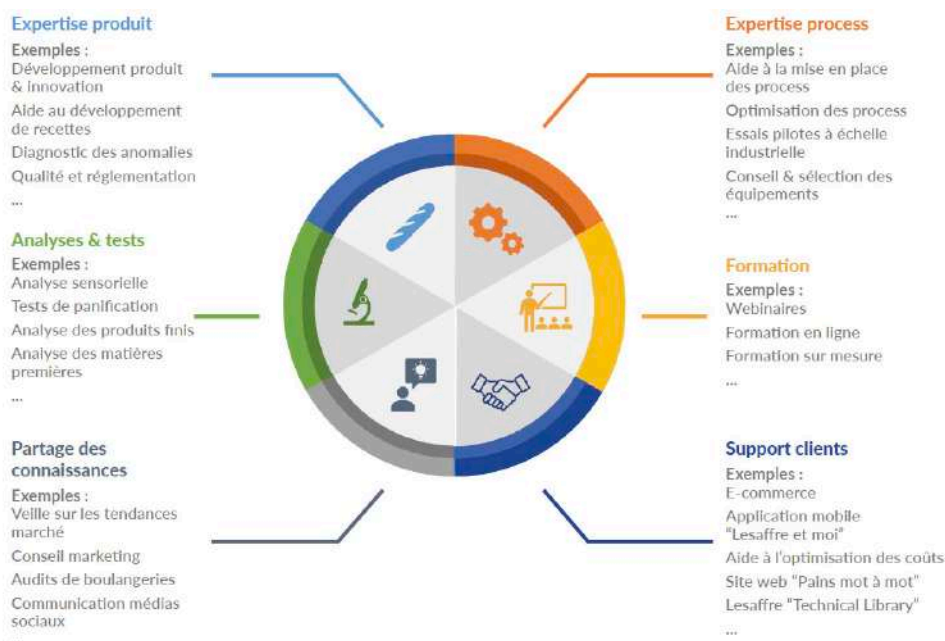 Expertise produit
Exemples :
Développement produit
& innovation
Aide au développement
de recettes
Diagnostic des anomalies
Qualité et réglementation
...
Analyses & tests
Exemples :
Analyse sensorielle
Tests de panification
Analyse des produits finis
Analyse des matières
premières
...
Partage des
connaissances
Exemples :
Veille sur les tendances
marché
Conseil marketing
Audits de boulangeries
Communication médias
sociaux
...
Expertise process
Exemples :
Aide à la mise en place
des process
Optimisation des process
Essais pilotes à échelle
industrielle
Conseil & sélection des
équipements
...
Formation
Exemples :
Webinaires
Formation en ligne
Formation sur mesure
...
Support clients
Exemples :
E-commerce
Application mobile
"Lesaffre et moi"
Aide à l'optimisation des coûts
Site web "Pains mot à mot"
Lesaffre "Technical Library"
...